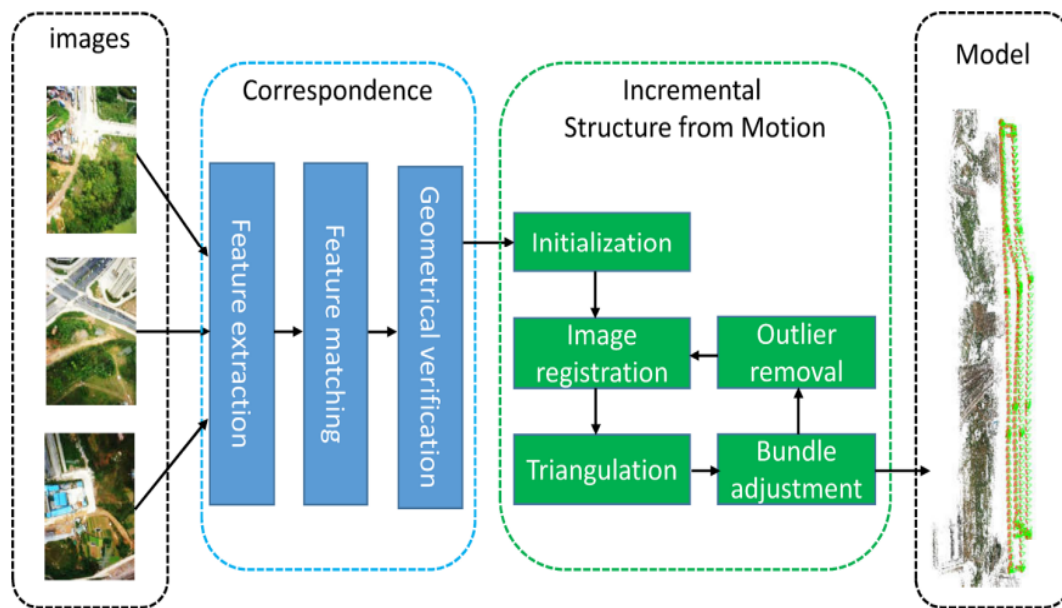 images
Correspondence
Feature extraction
Feature matching
Geometrical verification
Incremental
Structure from Motion
Initialization
Image
registration
Outlier
removal
Triangulation
Bundle
adjustment
Model